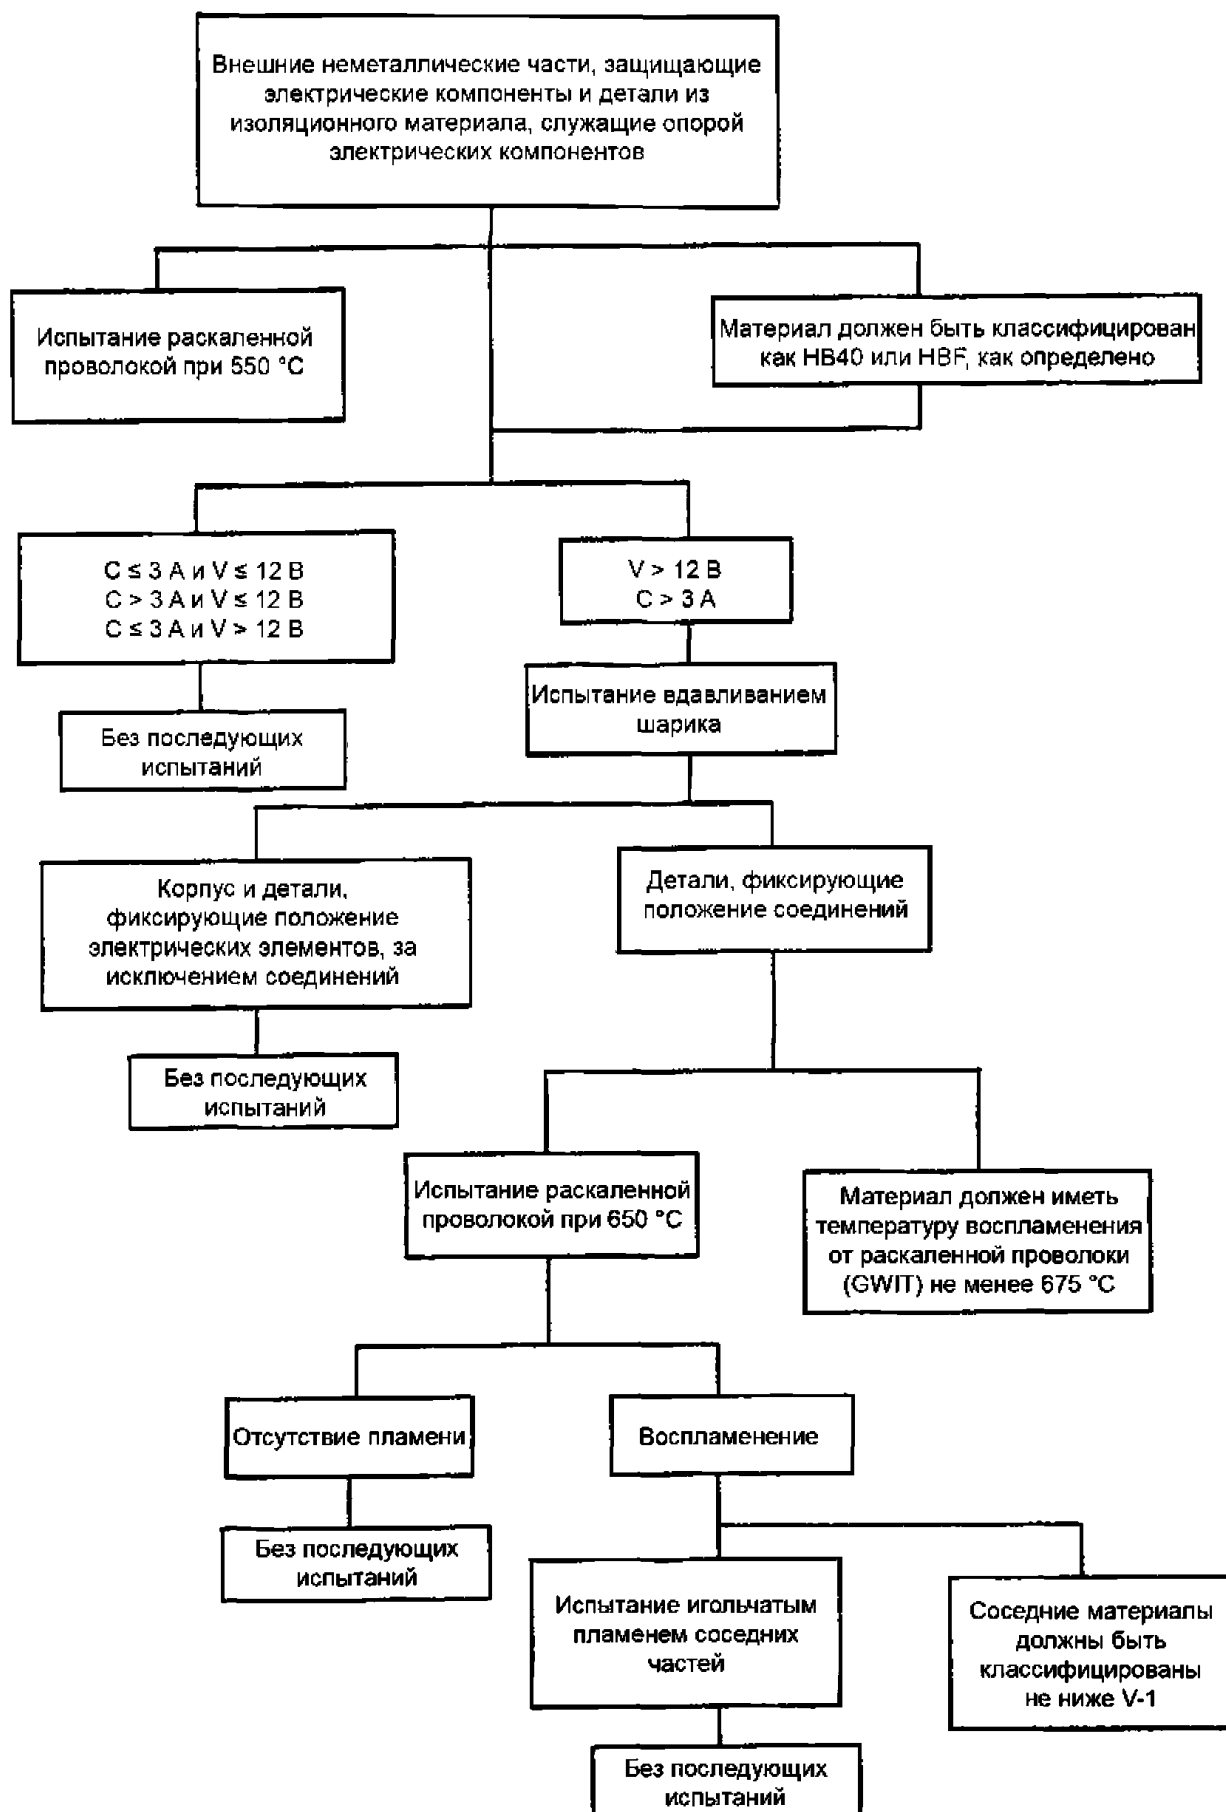 Внешние неметаллические части, защищающие
электрические компоненты и детали из
изоляционного материала, служащие опорой
электрических компонентов
Испытание раскаленной
проволокой при 550 °С
Материал должен быть классифицирован
как НВ40 или HBF, как определено
C ≤ 3 А и V ≤ 12 В
C > 3 А и V ≤ 12 В
C ≤ 3 А и V > 12 В
V > 12 В
C > 3 А
Без последующих
испытаний
Испытание вдавливанием
шарика
Корпус и детали,
фиксирующие положение
электрических элементов, за
исключением соединений
Детали, фиксирующие
положение соединений
Без последующих
испытаний
Испытание раскаленной
проволокой при 650 °С
Материал должен иметь
температуру воспламенения
от раскаленной проволоки
(GWIT) не менее 675 °С
Отсутствие пламени
Воспламенение
Без последующих
испытаний
Испытание игольчатым
пламенем соседних
частей
Соседние материалы
должны быть
классифицированы
не ниже V-1
Без последующих
испытаний